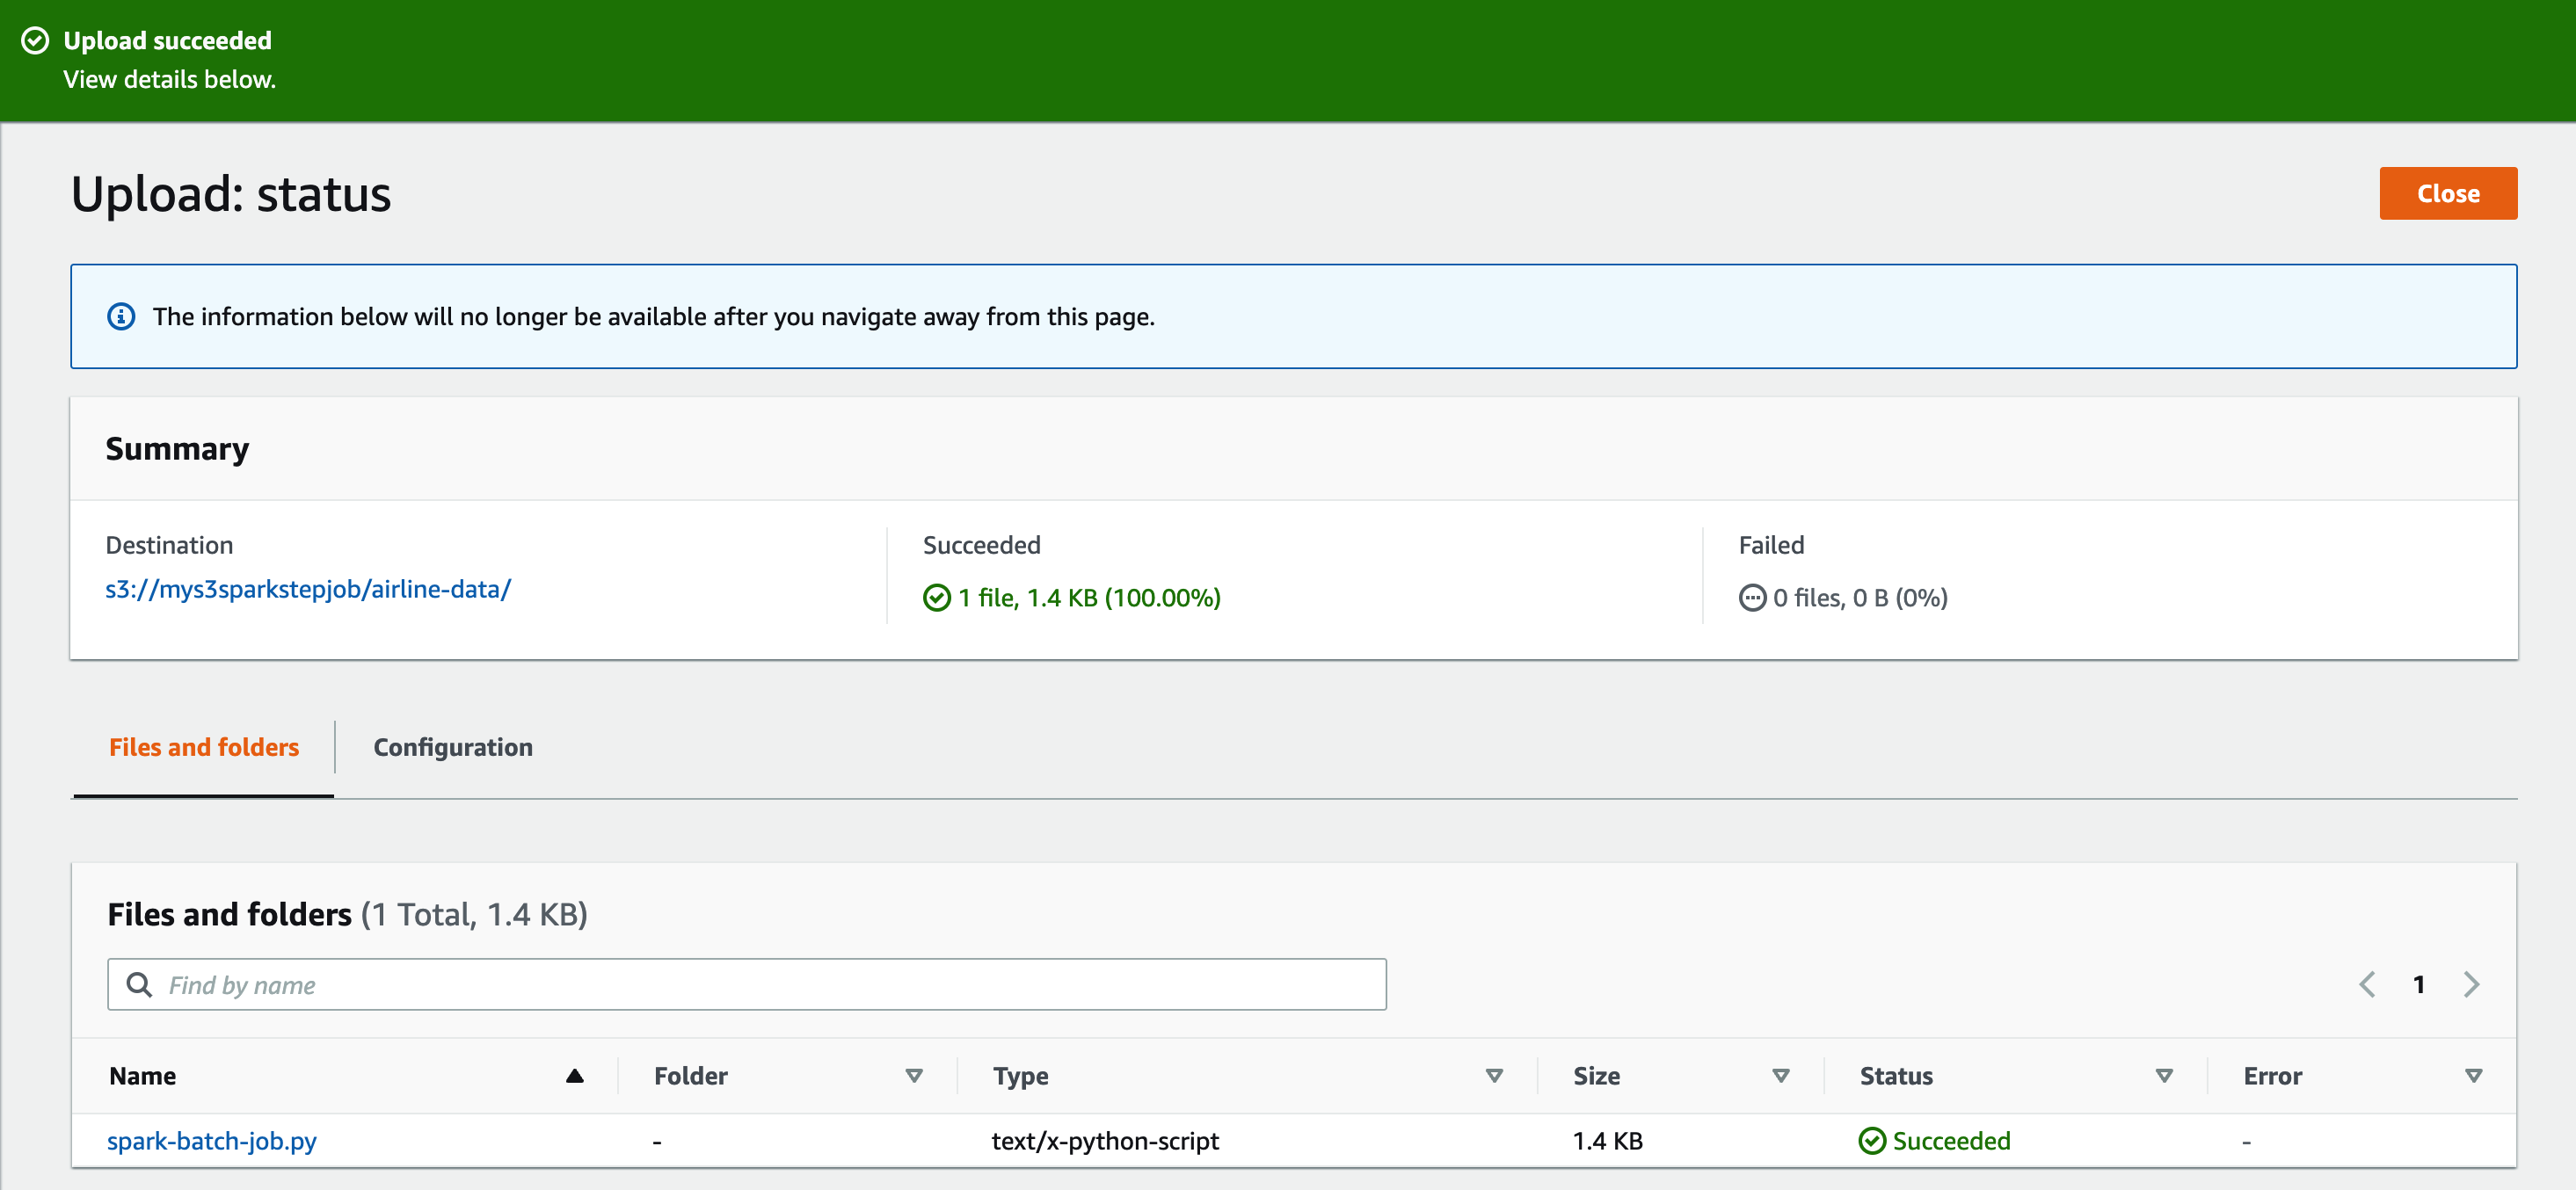 Upload succeeded
View details below.
Upload: status
Close
The information below will no longer be available after you navigate away from this page.
Summary
Destination
s3://mys3sparkstepjob/airline-data/
Succeeded
1 file, 1.4 KB (100.00%)
Failed
0 files, 0 B (0%)
Files and folders
Configuration
Files and folders (1 Total, 1.4 KB)
Find by name
1
Name Folder Type Size Status Error
spark-batch-job.py - text/x-python-script 1.4 KB Succeeded -